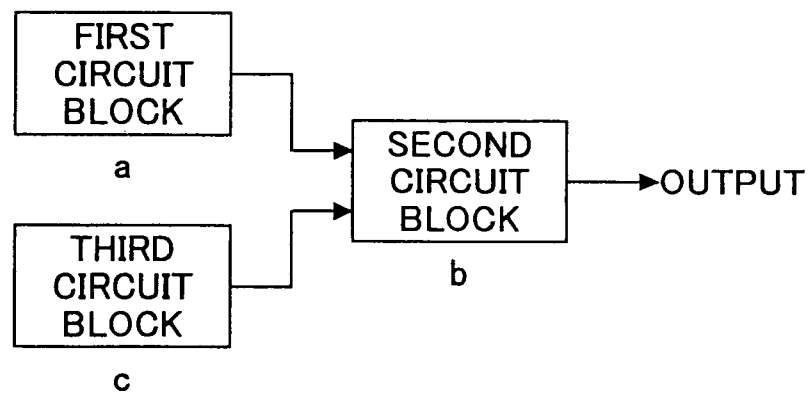 FIRST
CIRCUIT
BLOCK
a
SECOND
CIRCUIT
BLOCK
b
OUTPUT
THIRD
CIRCUIT
BLOCK
c